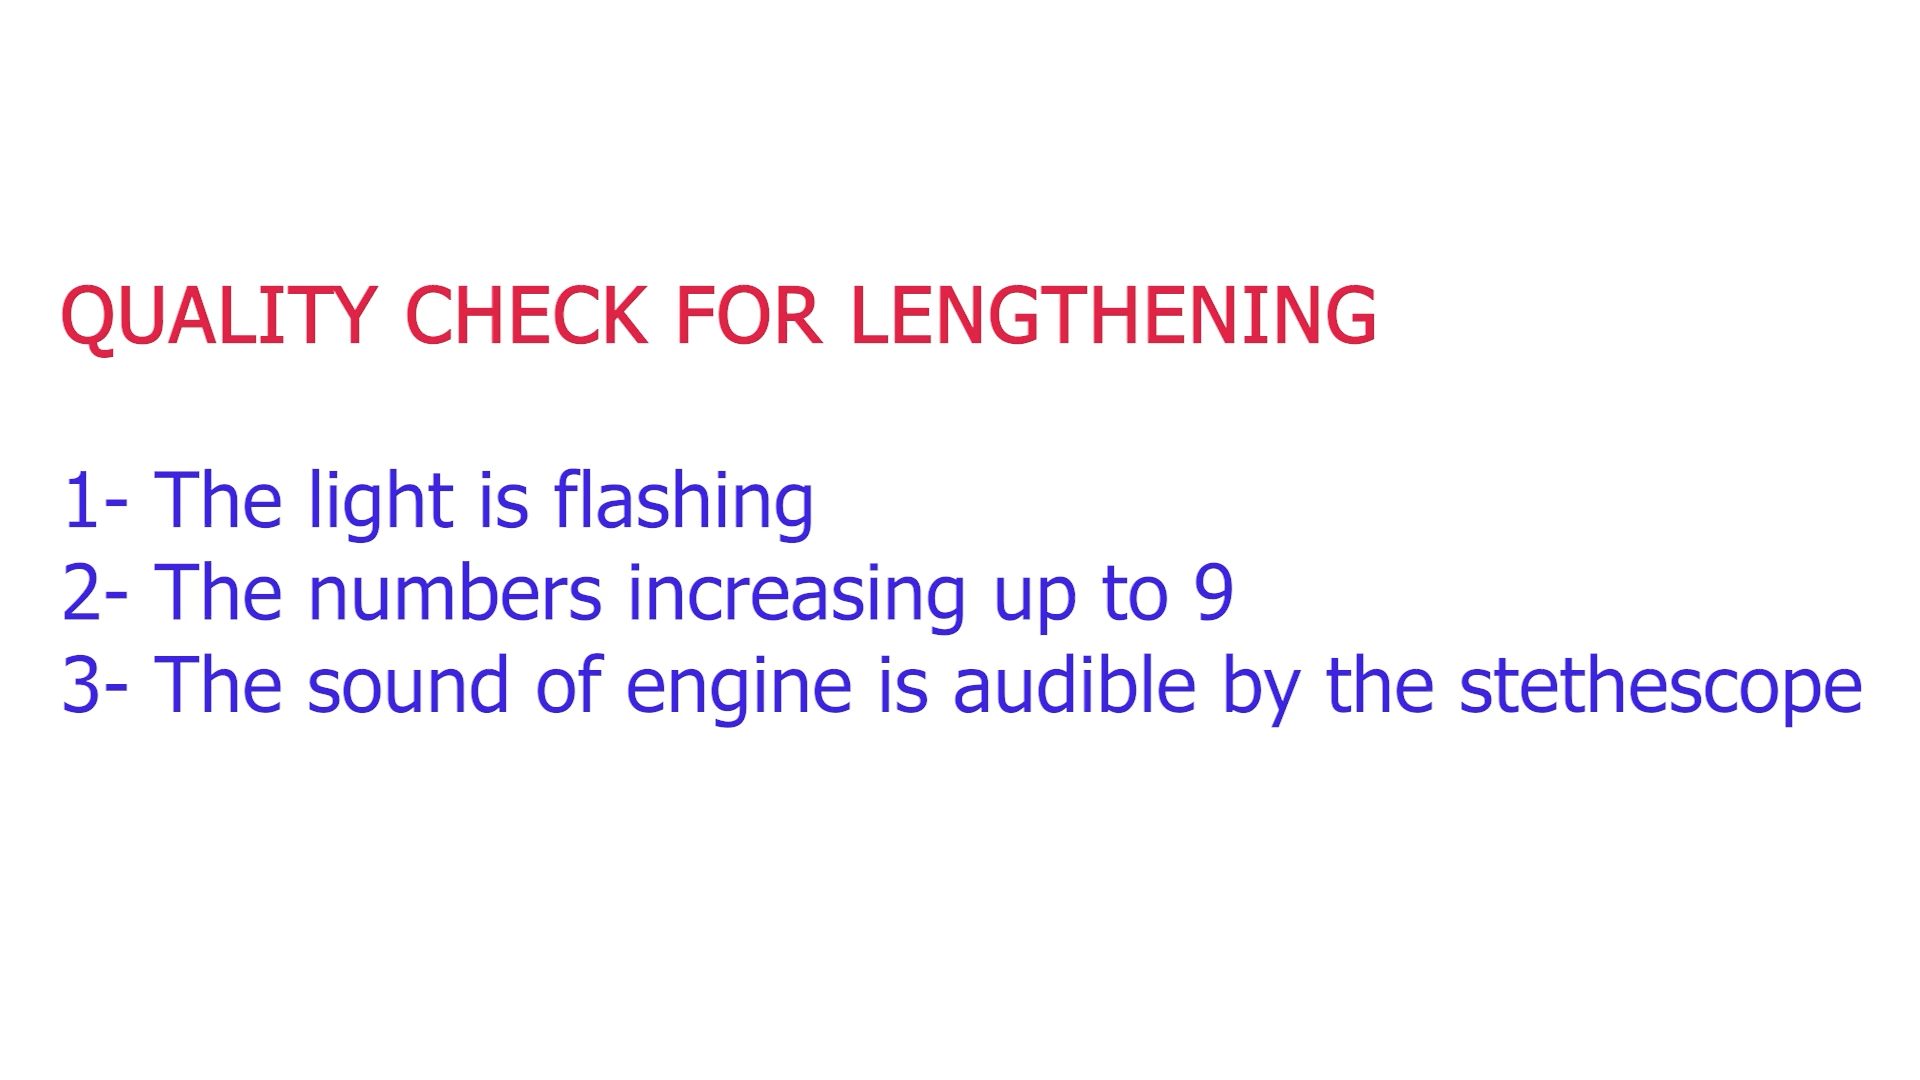 QUALITY CHECK FOR LENGTHENING
1- The light is flashing
2- The numbers increasing up to 9
3- The sound of engine is audible by the stethescope